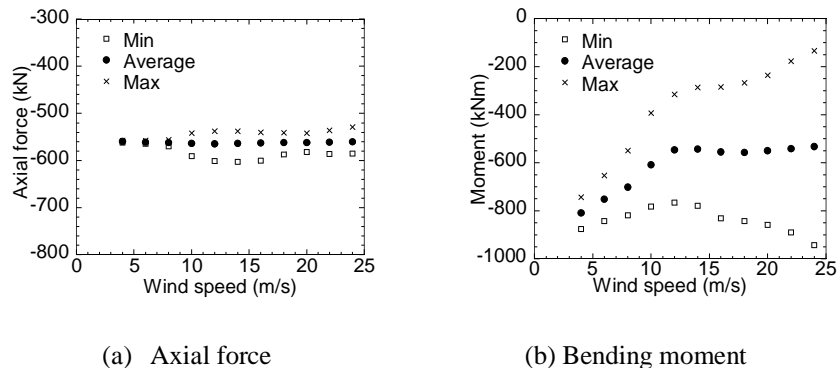 -300
-400
-500
-600
-700
-800
Axial force (kN)
Min
Average
Max
0 5 10 15 20 25
Wind speed (m/s)
(a) Axial force
0
-200
-400
-600
-800
-1000
Moment (kNm)
Min
Average
Max
0 5 10 15 20 25
Wind speed (m/s)
(b) Bending moment